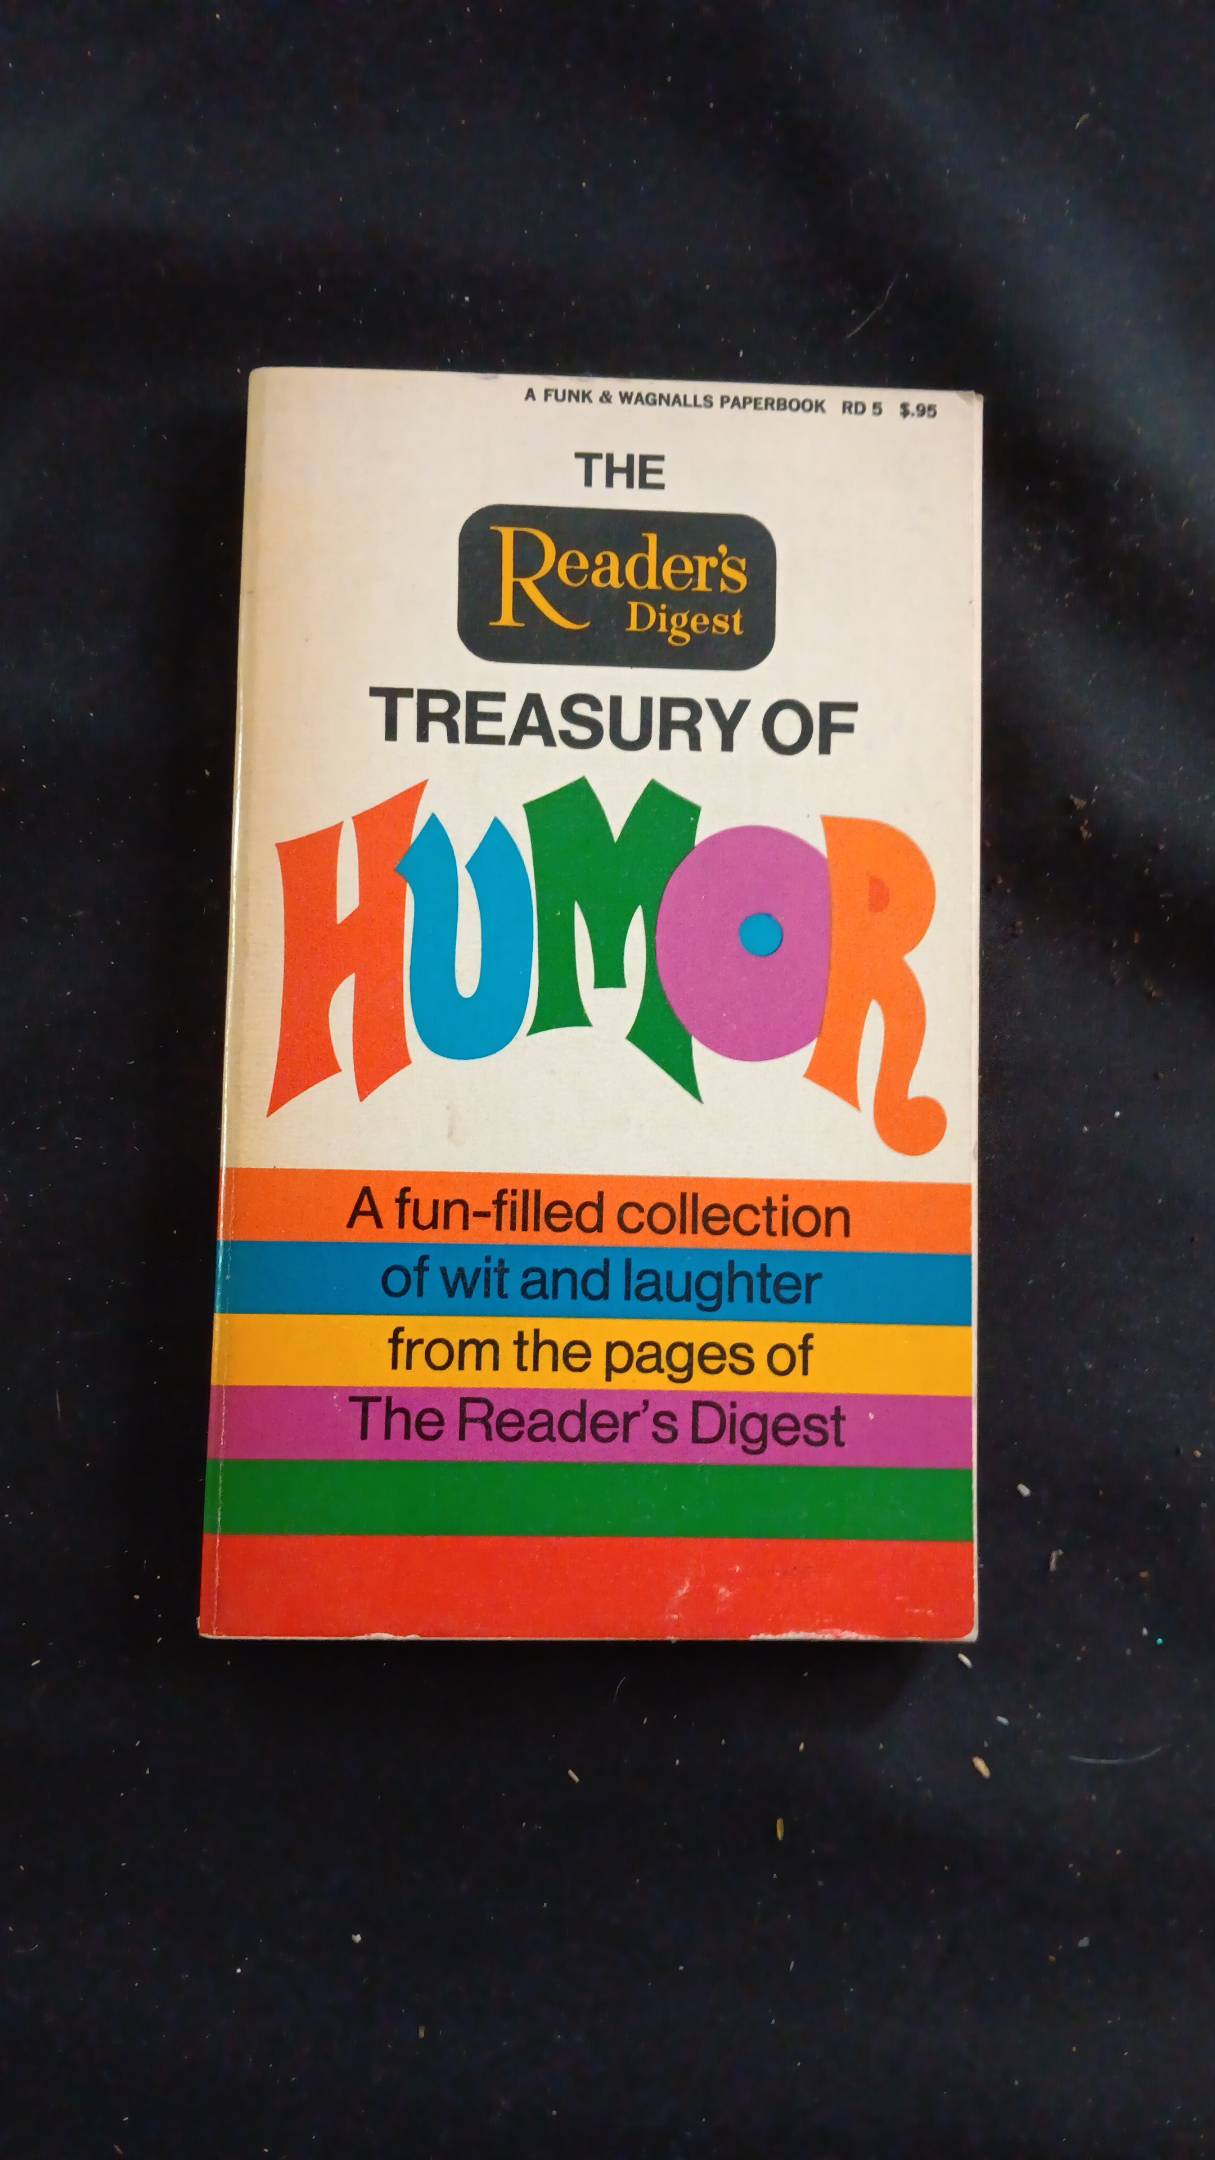 A FUNK & WAGNALLS PAPERBOOK RD 5 $.95
THE
Reader's
Digest
TREASURY OF
HUMOR
A fun-filled collection
of wit and laughter
from the pages of
The Reader's Digest